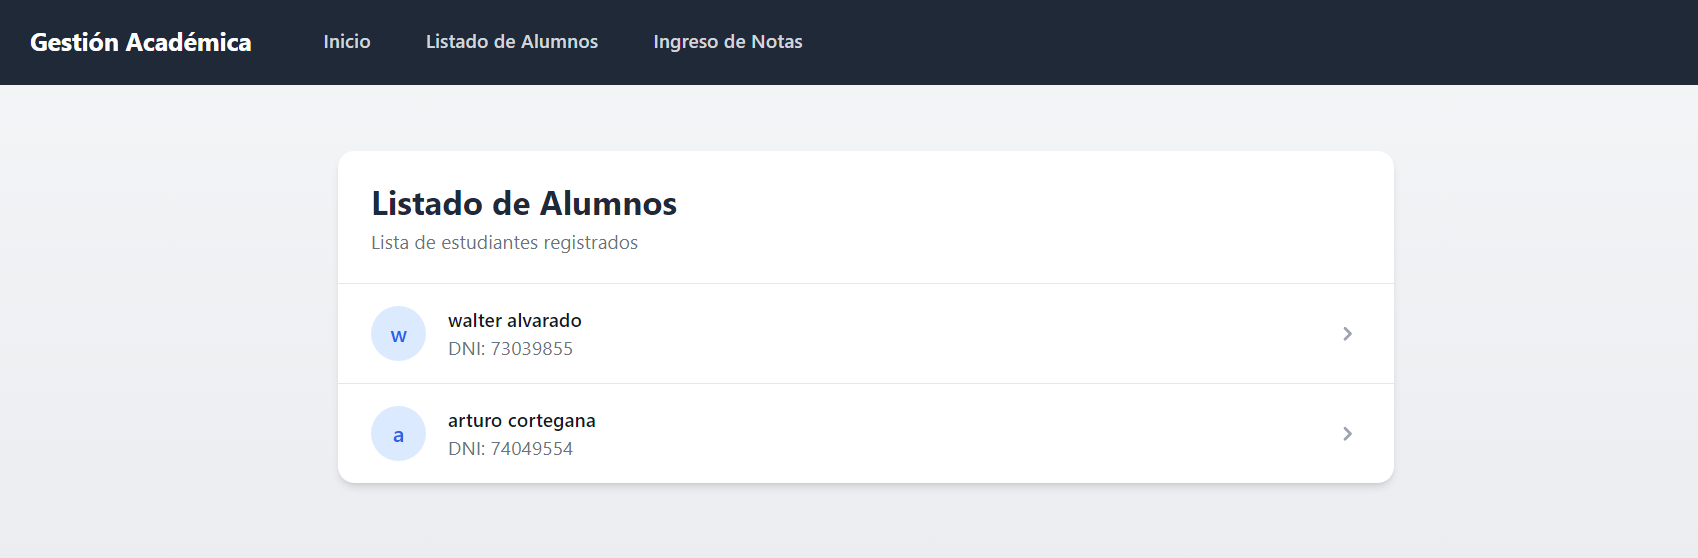 Gestión Académica Inicio Listado de Alumnos Ingreso de Notas
Listado de Alumnos
Lista de estudiantes registrados
w
walter alvarado
DNI: 73039855
a
arturo cortegana
DNI: 74049554